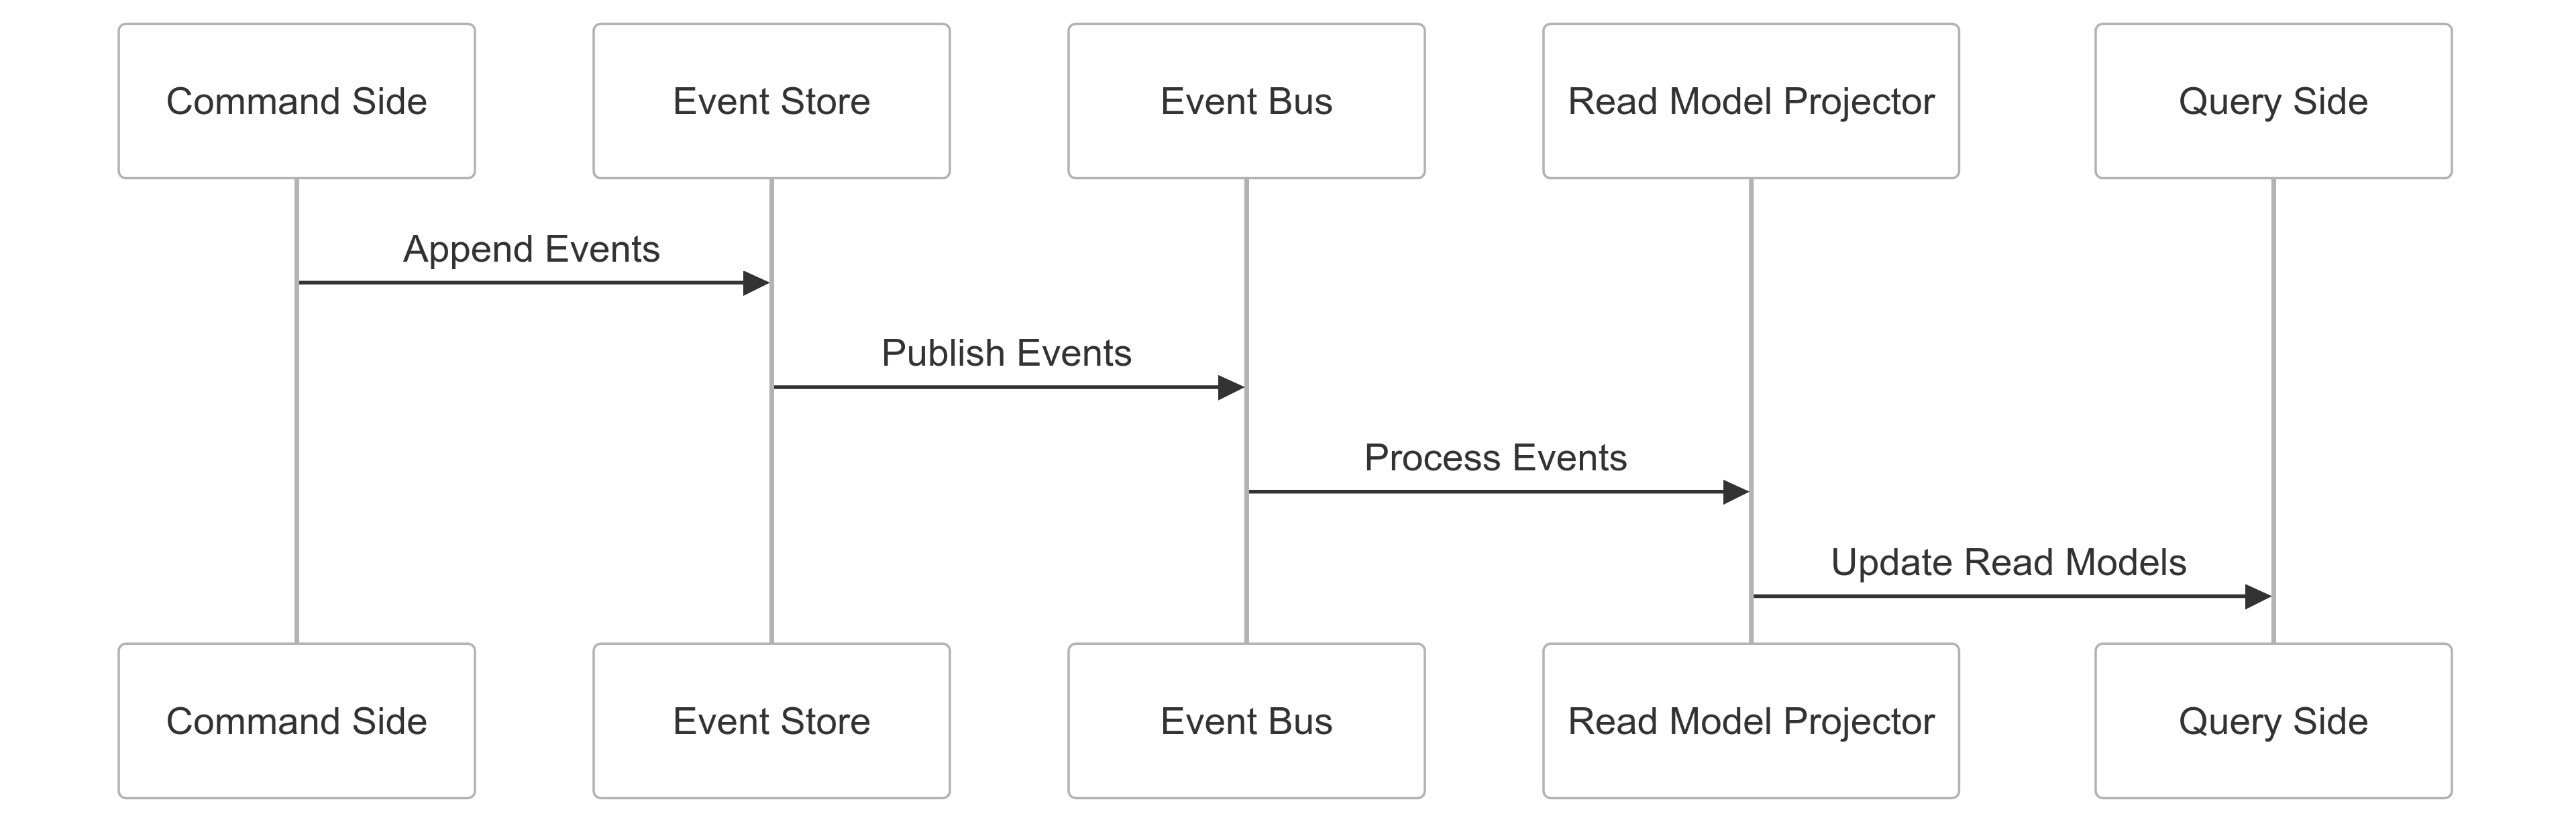 Command Side
Event Store
Event Bus
Read Model Projector
Query Side
Append Events
Publish Events
Process Events
Update Read Models
Command Side
Event Store
Event Bus
Read Model Projector
Query Side